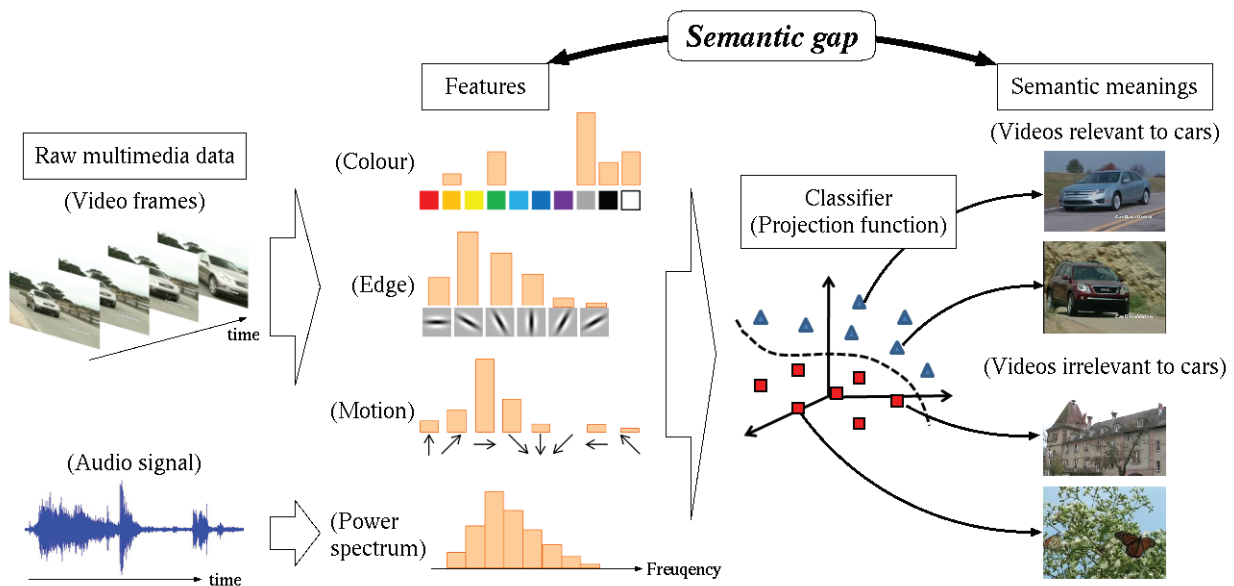 Semantic gap
Features
Semantic meanings
Raw multimedia data
(Video frames)
time
(Audio signal)
time
(Colour)
(Edge)
(Motion)
(Power
spectrum)
Freuqency
Classifier
(Projection function)
(Videos relevant to cars)
CarDataVideo
(Videos irrelevant to cars)